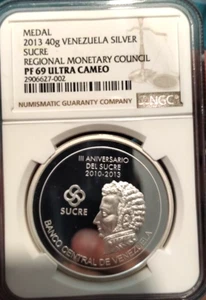 MEDAL
2013 40g VENEZUELA SILVER
SUCRE
REGIONAL MONETARY COUNCIL
PF 69 ULTRA CAMEO
2906627-002
NUMISMATIC GUARANTY COMPANY
NGC
III ANIVERSARIO
DEL SUCRE
2010-2013
SUCRE
BANCO CENTRAL DE VENEZUELA